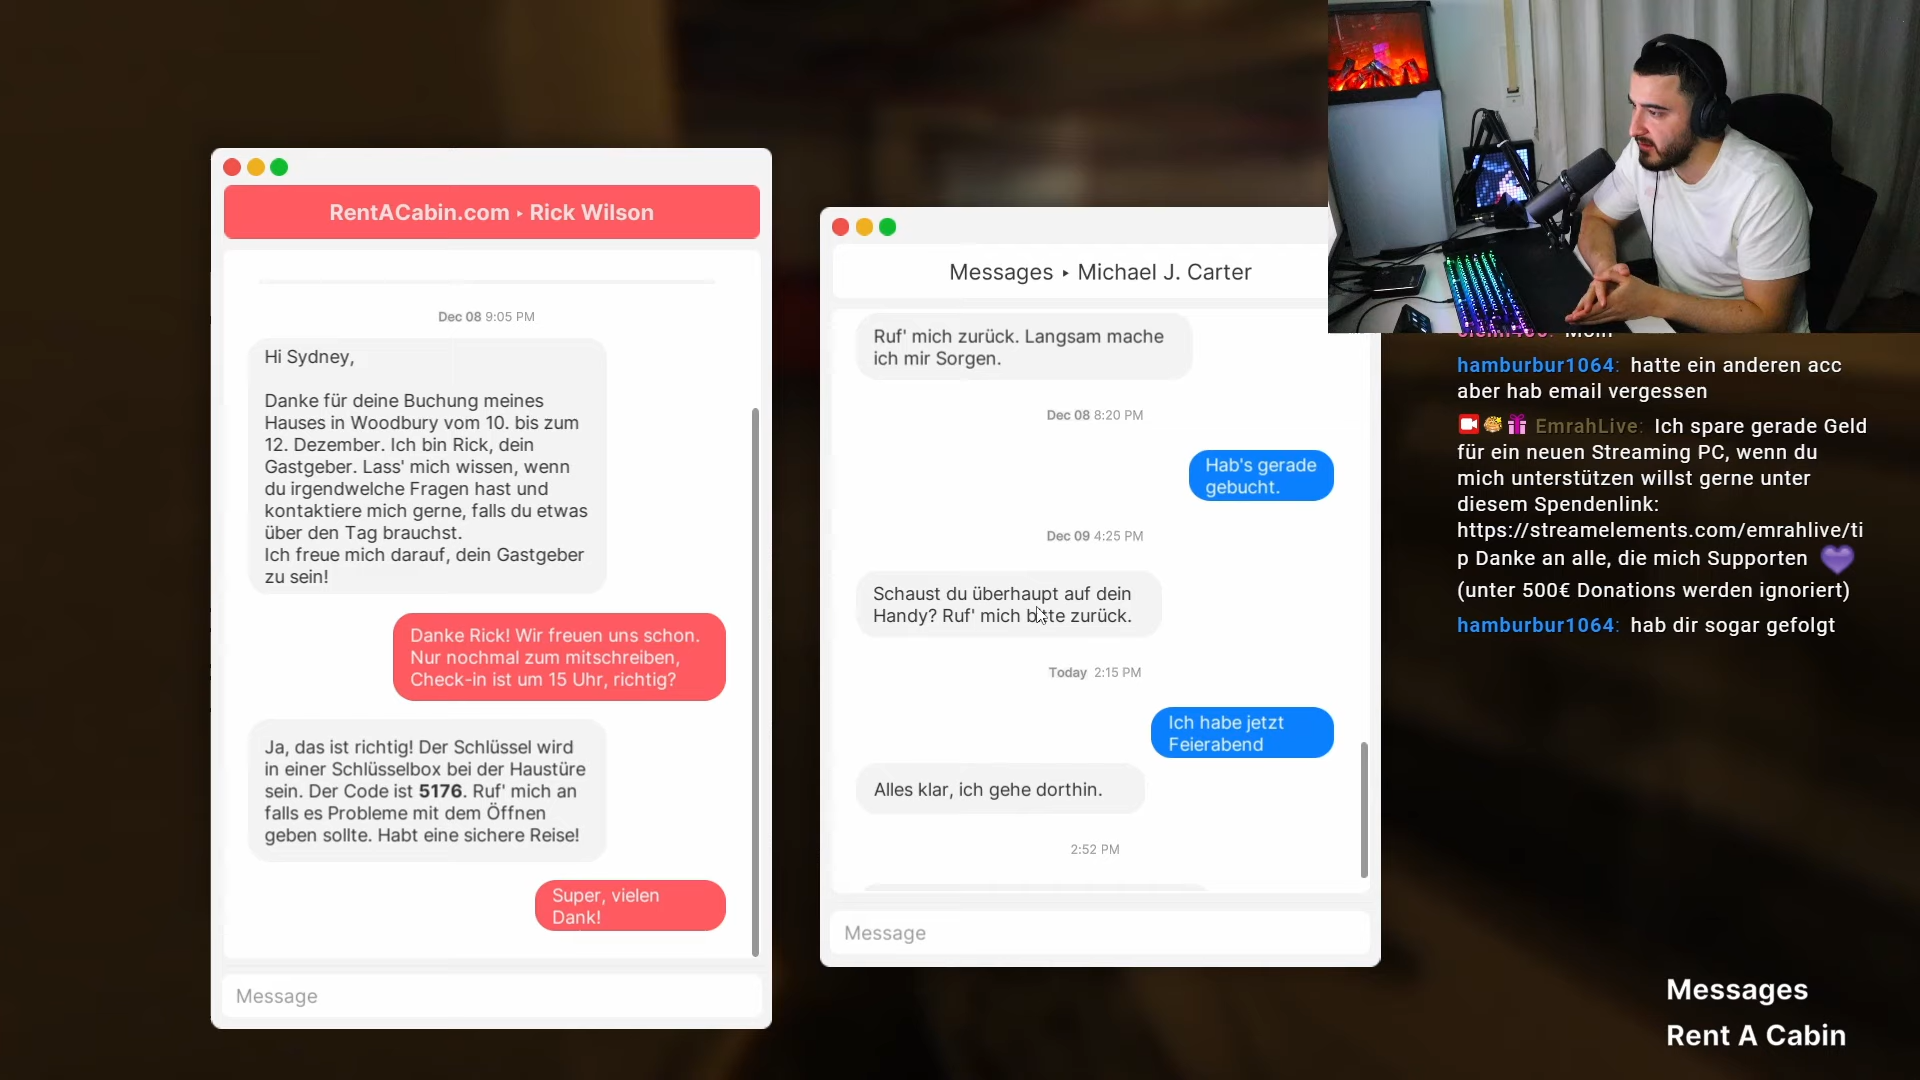 RentACabin.com ▸ Rick Wilson
Dec 08 9:05 PM
Hi Sydney,
Danke für deine Buchung meines
Hauses in Woodbury vom 10. bis zum
12. Dezember. Ich bin Rick, dein
Gastgeber. Lass' mich wissen, wenn
du irgendwelche Fragen hast und
kontaktiere mich gerne, falls du etwas
über den Tag brauchst.
Ich freue mich darauf, dein Gastgeber
zu sein!
Danke Rick! Wir freuen uns schon.
Nur nochmal zum mitschreiben,
Check-in ist um 15 Uhr, richtig?
Ja, das ist richtig! Der Schlüssel wird
in einer Schlüsselbox bei der Haustüre
sein. Der Code ist 5176. Ruf' mich an
falls es Probleme mit dem Öffnen
geben sollte. Habt eine sichere Reise!
Super, vielen
Dank!
Message
Messages ▸ Michael J. Carter
Ruf' mich zurück. Langsam mache
ich mir Sorgen.
Dec 08 8:20 PM
Hab's gerade
gebucht.
Dec 09 4:25 PM
Schaust du überhaupt auf dein
Handy? Ruf' mich bitte zurück.
Today 2:15 PM
Ich habe jetzt
Feierabend
Alles klar, ich gehe dorthin.
2:52 PM
Message
hamburbur1064: hatte ein anderen acc
aber hab email vergessen
EmrahLive: Ich spare gerade Geld
für ein neuen Streaming PC, wenn du
mich unterstützen willst gerne unter
diesem Spendenlink:
https://streamelements.com/emrahlive/ti
p Danke an alle, die mich Supporten
(unter 500€ Donations werden ignoriert)
hamburbur1064: hab dir sogar gefolgt
Messages
Rent A Cabin